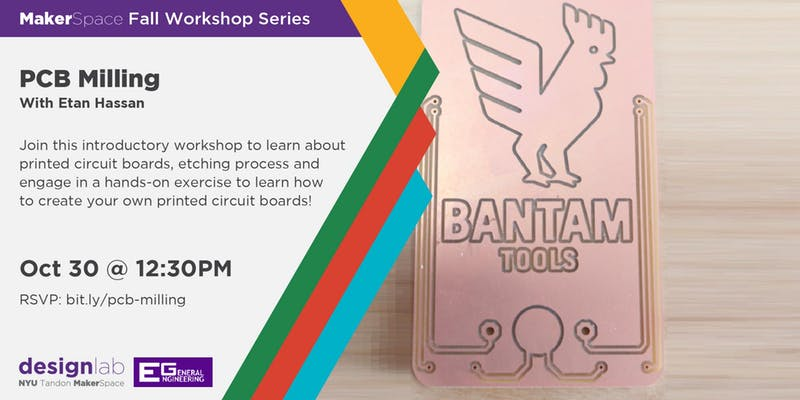 MakerSpace Fall Workshop Series
PCB Milling
With Etan Hassan
Join this introductory workshop to learn about
printed circuit boards, etching process and
engage in a hands-on exercise to learn how
to create your own printed circuit boards!
Oct 30 @ 12:30PM
RSVP: bit.ly/pcb-milling
designlab
NYU Tandon MakerSpace
EG ENERAL
NGINEERING
BANTAM
TOOLS